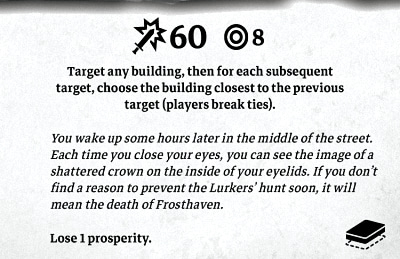 60 8
Target any building, then for each subsequent
target, choose the building closest to the previous
target (players break ties).
You wake up some hours later in the middle of the street.
Each time you close your eyes, you can see the image of a
shattered crown on the inside of your eyelids. If you don't
find a reason to prevent the Lurkers' hunt soon, it will
mean the death of Frosthaven.
Lose 1 prosperity.